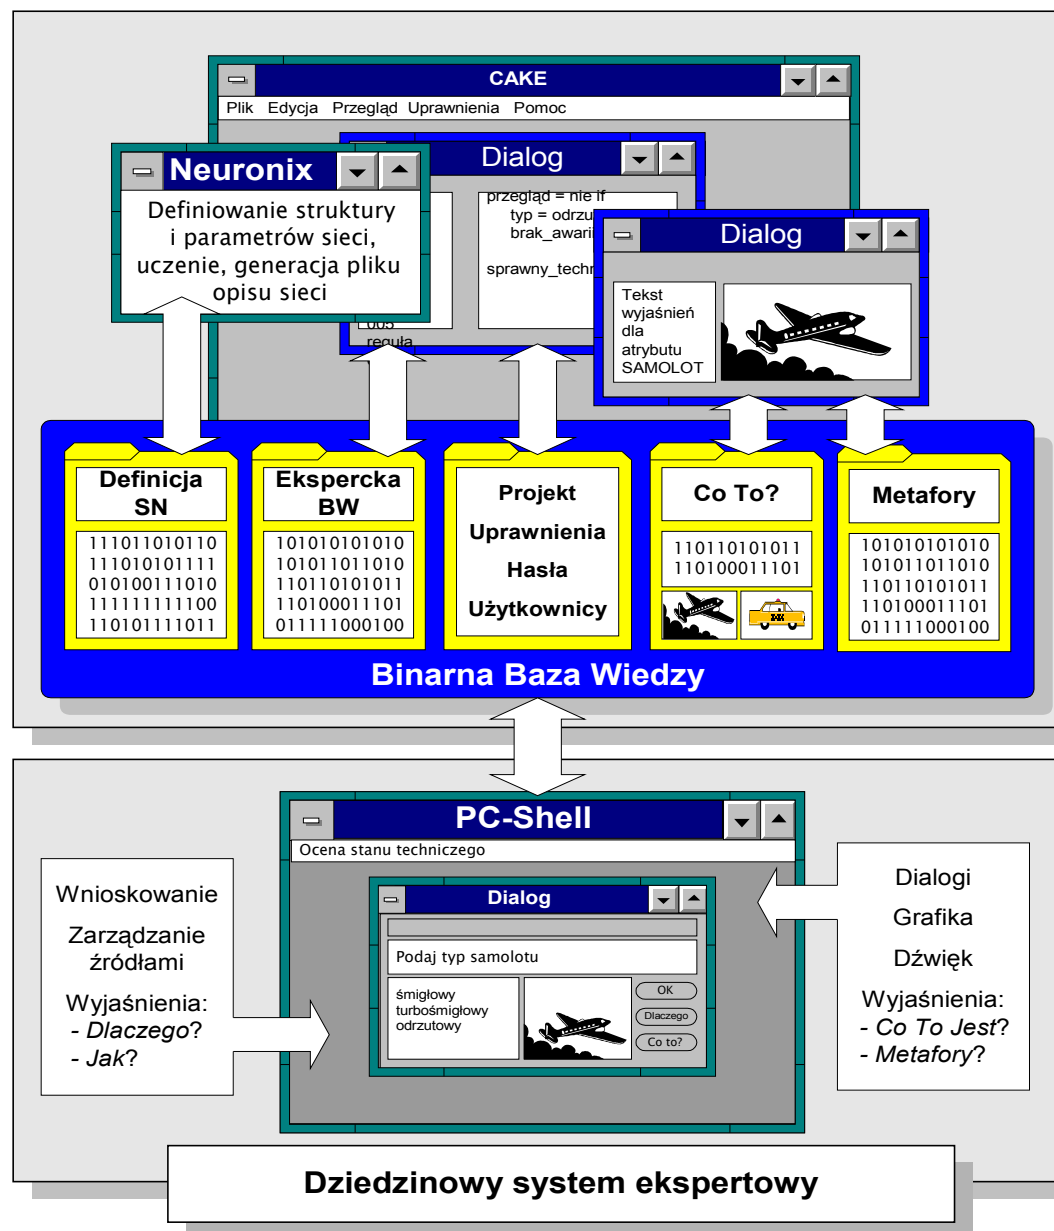 CAKE
Plik Edycja Przegląd Uprawnienia Pomoc
Neuronix
Definiowanie struktury
i parametrów sieci,
uczenie, generacja pliku
opisu sieci
Dialog
005
reguła
przegląd = nie if
typ = odrzu
brak_awari
sprawny_techn
Dialog
Tekst
wyjaśnień
dla
atrybutu
SAMOLOT
Definicja
SN
111011010110
111010101111
010100111010
111111111100
110101111011
Ekspercka
BW
101010101010
101011011010
110110101011
110100011101
011111000100
Projekt
Uprawnienia
Hasła
Użytkownicy
Co To?
110110101011
110100011101
Metafory
101010101010
101011011010
110110101011
110100011101
011111000100
Binarna Baza Wiedzy
PC-Shell
Ocena stanu techniczego
Dialog
Podaj typ samolotu
śmigłowy
turbośmigłowy
odrzutowy
OK
Dlaczego
Co to?
Wnioskowanie
Zarządzanie
źródłami
Wyjaśnienia:
- Dlaczego?
- Jak?
Dialogi
Grafika
Dźwięk
Wyjaśnienia:
- Co To Jest?
- Metafory?
Dziedzinowy system ekspertowy